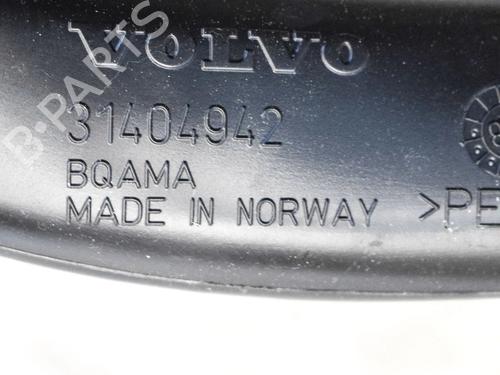 VOLVO
31404942
BQAMA
MADE IN NORWAY >PE
B-PARTS